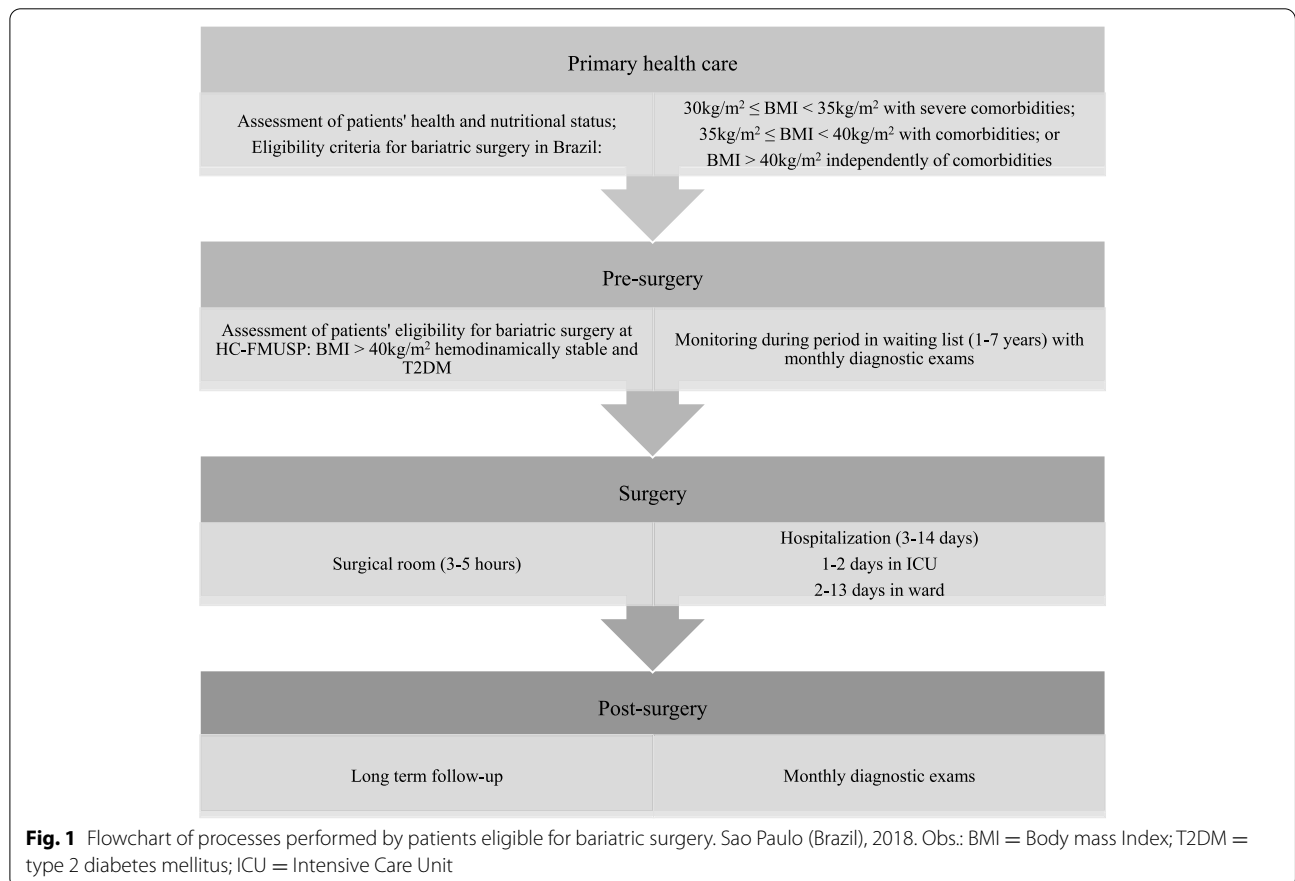 Primary health care
Assessment of patients' health and nutritional status;
Eligibility criteria for bariatric surgery in Brazil:
30kg/m² ≤ BMI < 35kg/m² with severe comorbidities;
35kg/m² ≤ BMI < 40kg/m² with comorbidities; or
BMI > 40kg/m² independently of comorbidities
Pre-surgery
Assessment of patients' eligibility for bariatric surgery at
HC-FMUSP: BMI > 40kg/m² hemodinamically stable and
T2DM
Monitoring during period in waiting list (1-7 years) with
monthly diagnostic exams
Surgery
Surgical room (3-5 hours)
Hospitalization (3-14 days)
1-2 days in ICU
2-13 days in ward
Post-surgery
Long term follow-up
Monthly diagnostic exams
Fig. 1 Flowchart of processes performed by patients eligible for bariatric surgery. Sao Paulo (Brazil), 2018. Obs.: BMI = Body mass Index; T2DM =
type 2 diabetes mellitus; ICU = Intensive Care Unit